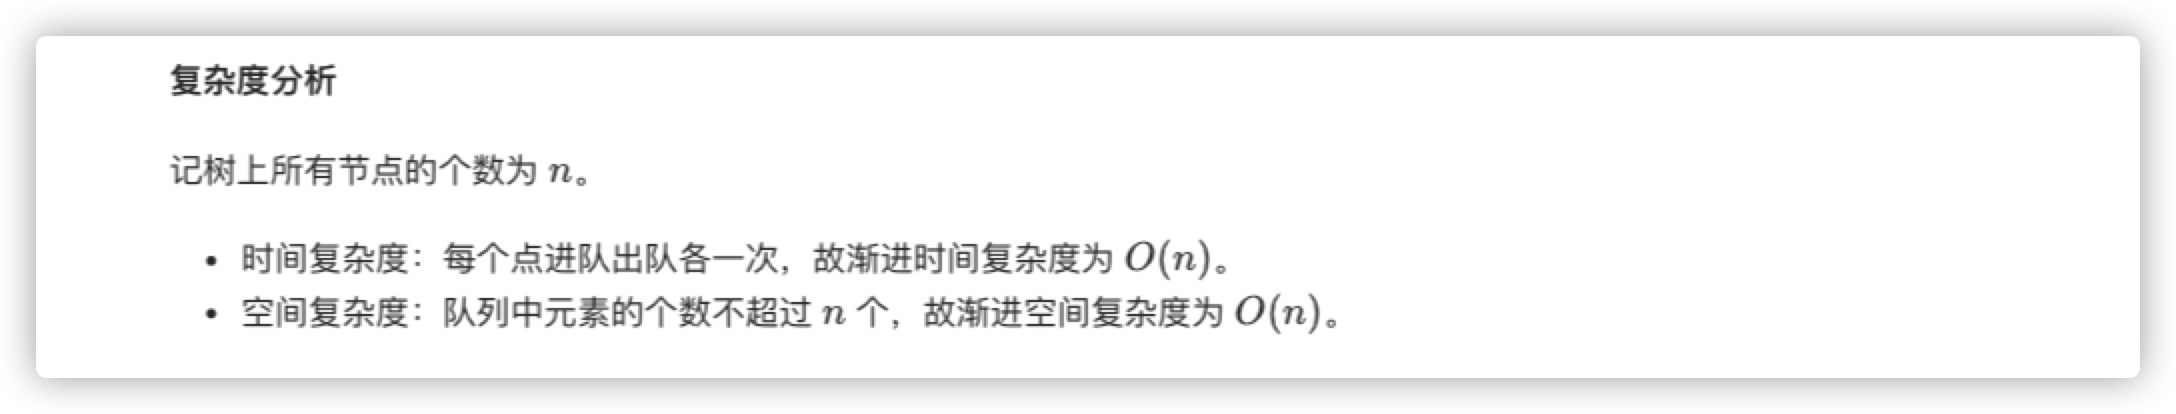 复杂度分析
记树上所有节点的个数为 n。
• 时间复杂度：每个点进队出队各一次，故渐进时间复杂度为 O(n)。
• 空间复杂度：队列中元素的个数不超过 n 个，故渐进空间复杂度为 O(n)。